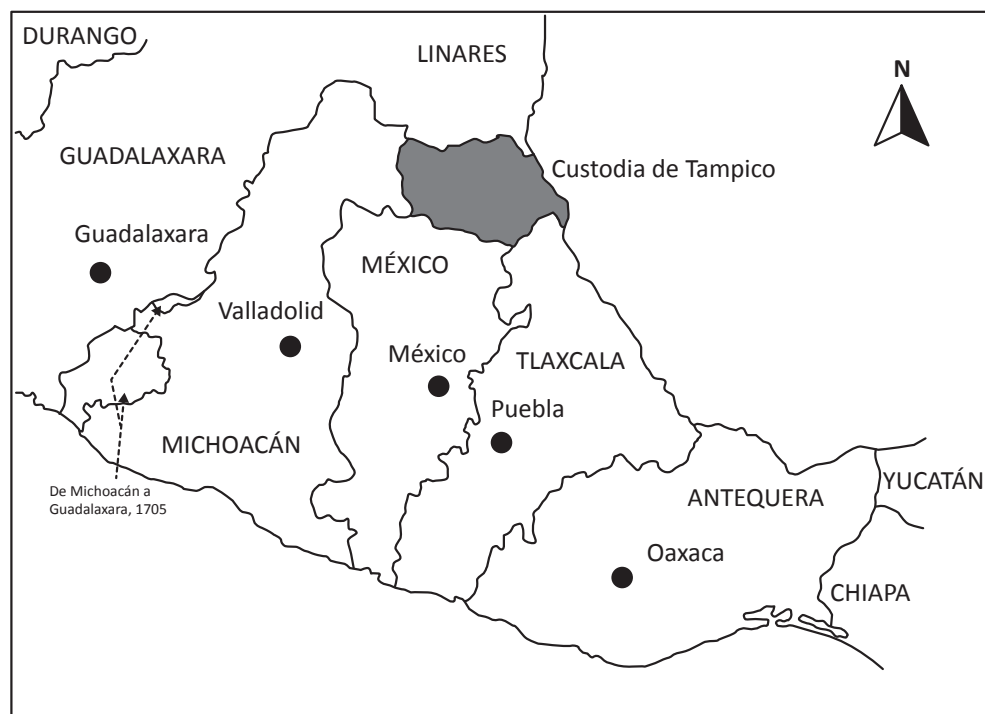 DURANGO
LINARES
N
GUADALAXARA
Custodia de Tampico
Guadalaxara
MÉXICO
Valladolid
México
TLAXCALA
Puebla
MICHOACÁN
De Michoacán a
Guadalaxara, 1705
ANTEQUERA
YUCATÁN
Oaxaca
CHIAPA